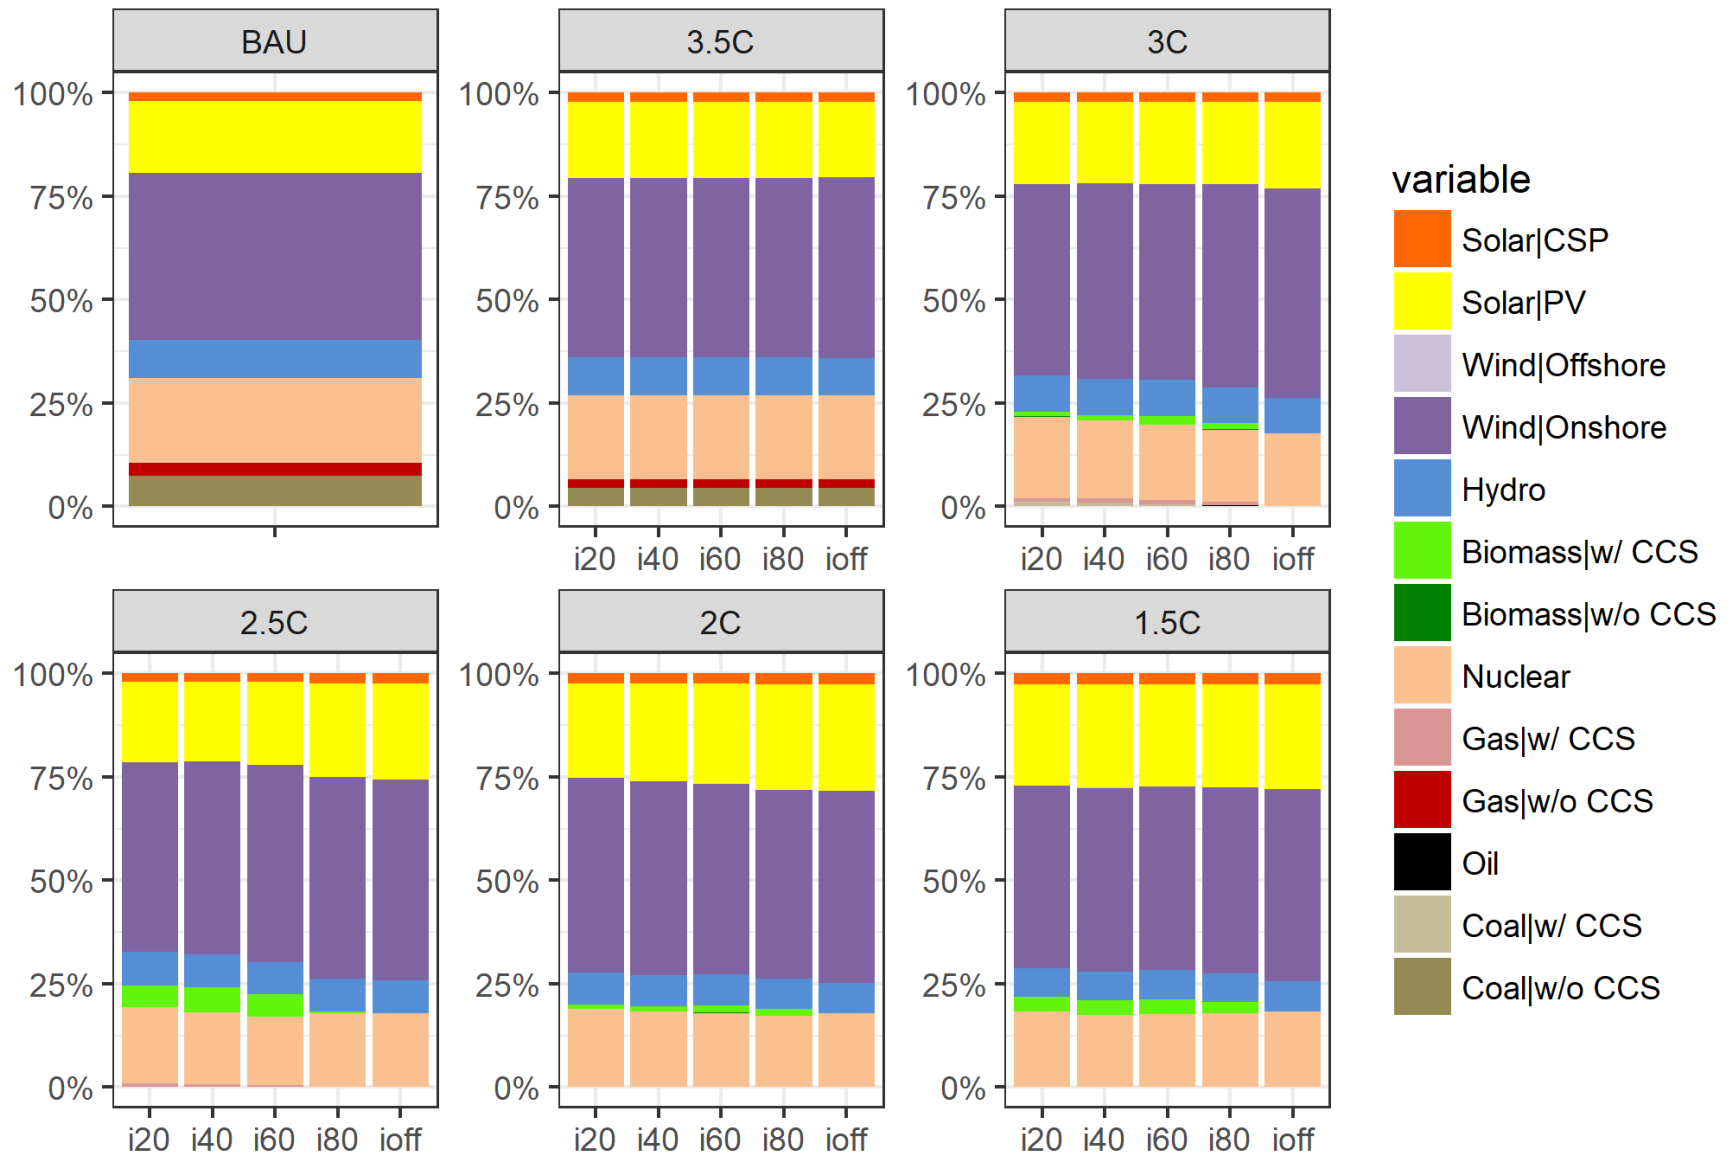 BAU
3.5C
3C
100%
75%
50%
25%
0%
100%
75%
50%
25%
0%
100%
75%
50%
25%
0%
i20 i40 i60 i80 ioff
i20 i40 i60 i80 ioff
2.5C
2C
1.5C
100%
75%
50%
25%
0%
100%
75%
50%
25%
0%
100%
75%
50%
25%
0%
i20 i40 i60 i80 ioff
i20 i40 i60 i80 ioff
i20 i40 i60 i80 ioff
variable
Solar|CSP
Solar|PV
Wind|Offshore
Wind|Onshore
Hydro
Biomass|w/ CCS
Biomass|w/o CCS
Nuclear
Gas|w/ CCS
Gas|w/o CCS
Oil
Coal|w/ CCS
Coal|w/o CCS